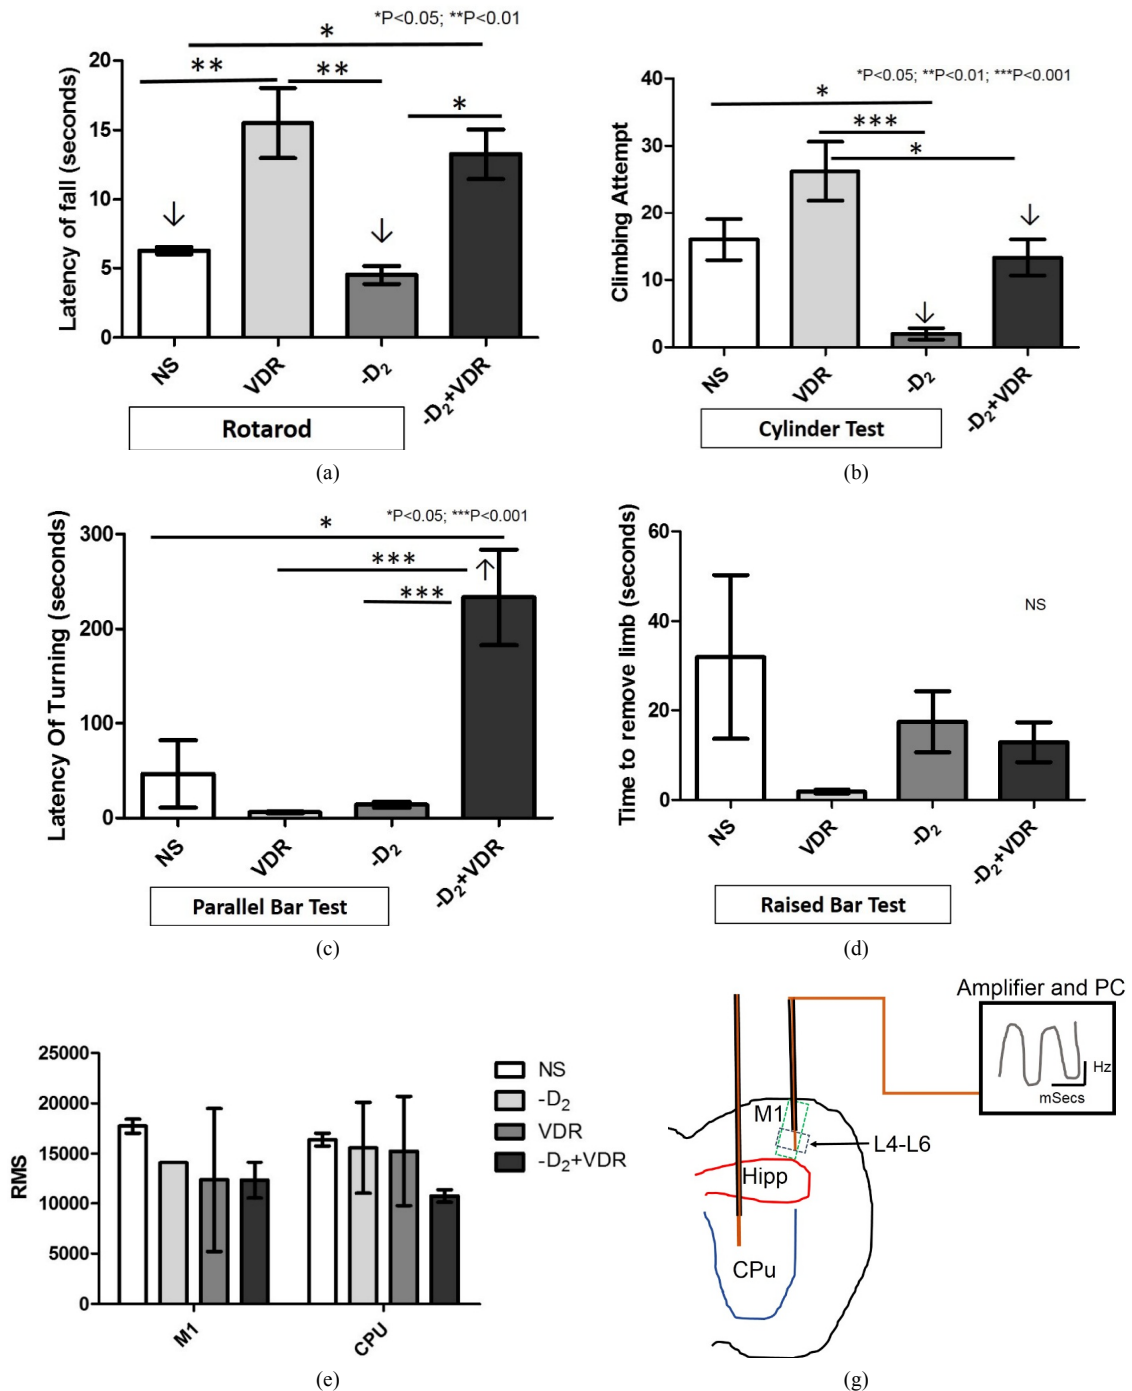 *P<0.05; **P<0.01
*
**
**
*
20
15
10
5
0
Latency of fall (seconds)
NS
VDR
-D2
-D2+VDR
Rotarod
(a)
*P<0.05; **P<0.01; ***P<0.001
*
***
*
40
30
20
10
0
Climbing Attempt
NS
VDR
-D2
-D2+VDR
Cylinder Test
(b)
*P<0.05; ***P<0.001
*
***
***
300
200
100
0
Latency Of Turning (seconds)
NS
VDR
-D2
-D2+VDR
Parallel Bar Test
(c)
60
40
20
0
Time to remove limb (seconds)
NS
NS
VDR
-D2
-D2+VDR
Raised Bar Test
(d)
25000
20000
15000
10000
5000
0
RMS
NS
-D2
VDR
-D2+VDR
M1
CPU
(e)
Amplifier and PC
Hz
mSecs
M1
L4-L6
Hipp
CPu
(g)